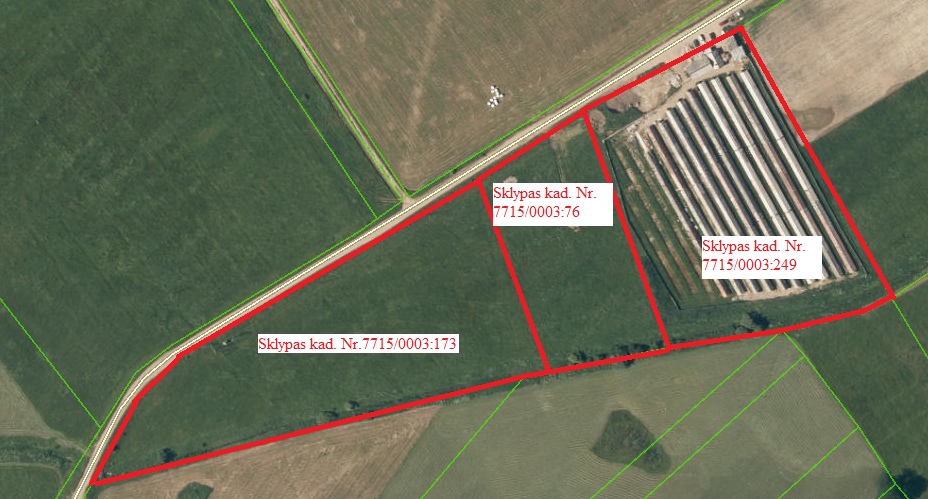 Sklypas kad. Nr.
7715/0003:76
Sklypas kad. Nr.
7715/0003:249
Sklypas kad. Nr.7715/0003:173